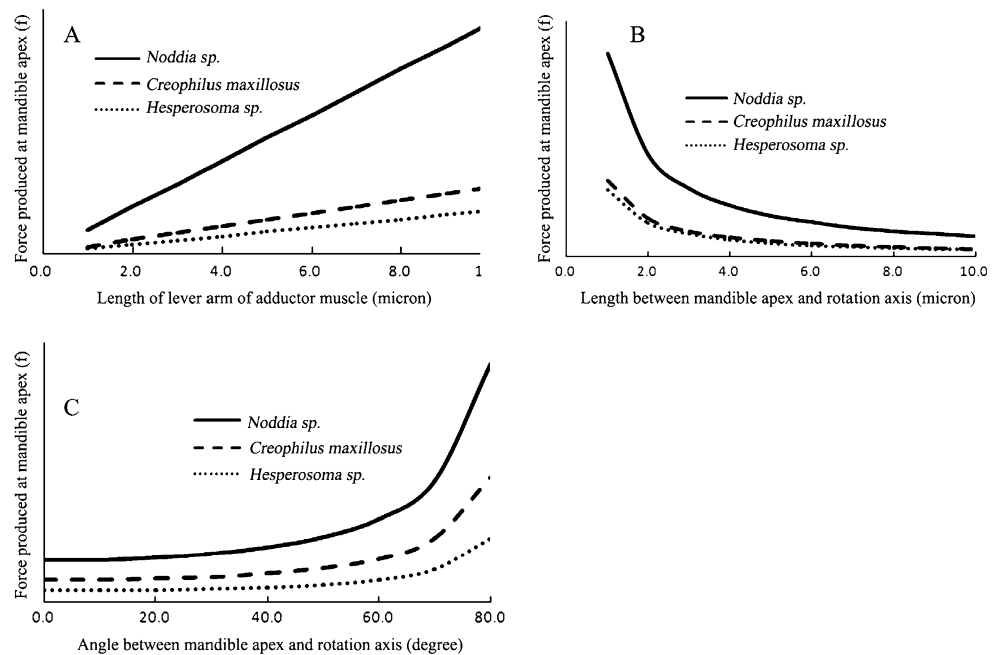 A
Force produced at mandible apex (f)
Noddia sp.
Creophilus maxillosus
Hesperosoma sp.
0.0 2.0 4.0 6.0 8.0 1
Length of lever arm of adductor muscle (micron)
B
Force produced at mandible apex (f)
Noddia sp.
Creophilus maxillosus
Hesperosoma sp.
0.0 2.0 4.0 6.0 8.0 10.0
Length between mandible apex and rotation axis (micron)
C
Force produced at mandible apex (f)
Noddia sp.
Creophilus maxillosus
Hesperosoma sp.
0.0 20.0 40.0 60.0 80.0
Angle between mandible apex and rotation axis (degree)